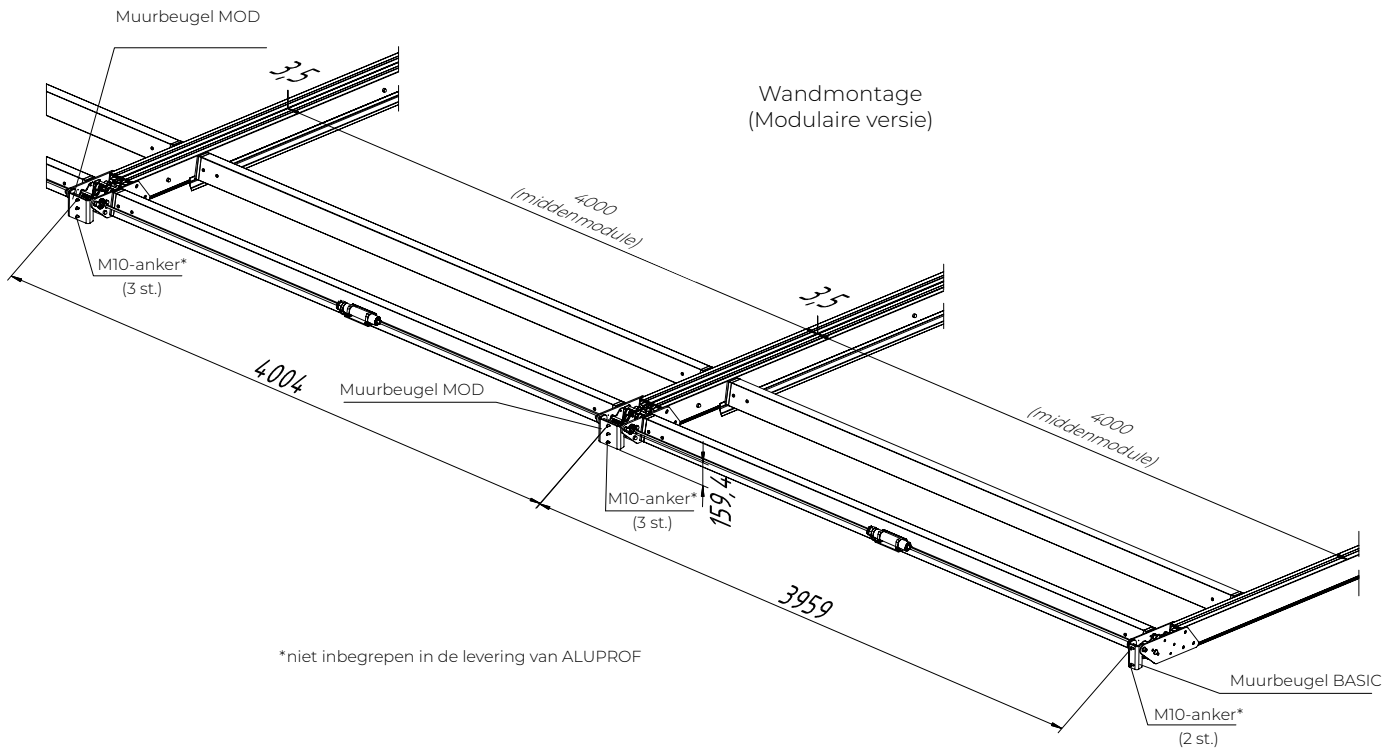 Muurbeugel MOD
3,5
Wandmontage
(Modulaire versie)
4000
(middenmodule)
M10-anker*
(3 st.)
3,5
4004
Muurbeugel MOD
4000
(middenmodule)
M10-anker*
(3 st.)
159,4
3959
*niet inbegrepen in de levering van ALUPROF
Muurbeugel BASIC
M10-anker*
(2 st.)